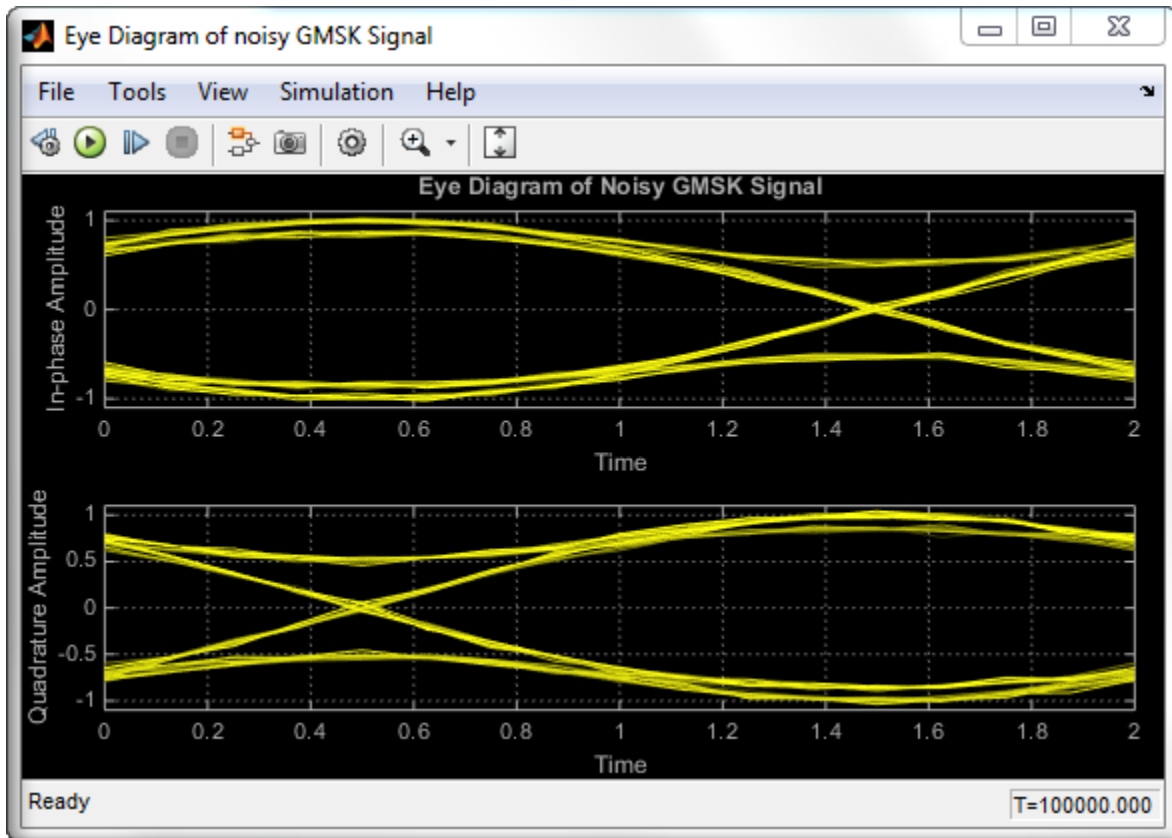 Eye Diagram of noisy GMSK Signal
File Tools View Simulation Help
Eye Diagram of Noisy GMSK Signal
In-phase Amplitude
1
0
-1
0 0.2 0.4 0.6 0.8 1 1.2 1.4 1.6 1.8 2
Time
Quadrature Amplitude
1
0.5
0
-0.5
-1
0 0.2 0.4 0.6 0.8 1 1.2 1.4 1.6 1.8 2
Time
Ready T=100000.000